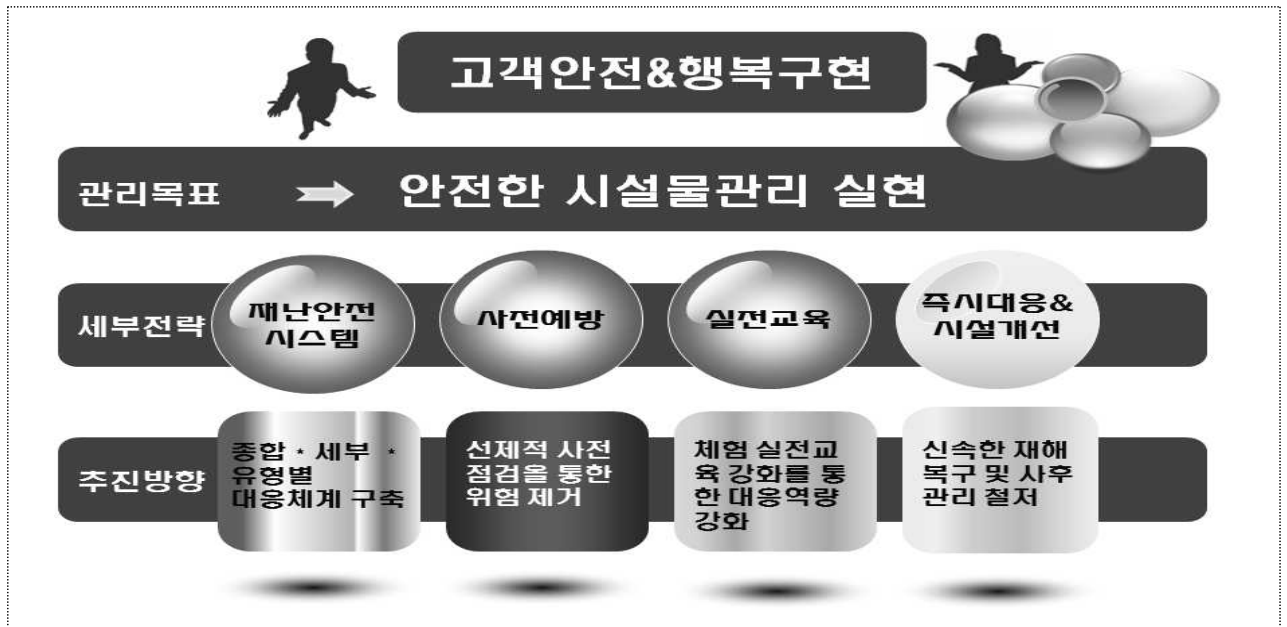 고객안전&행복구현
관리목표
안전한 시설물관리 실현
세부전략
재난안전
시스템
사전예방
실전교육
즉시대응&
시설개선
추진방향
종합·세부·
유형별
대응체계 구축
선제적 사전
점검을 통한
위험 제거
체험 실전교
육 강화를 통
한 대응역량
강화
신속한 재해
복구 및 사후
관리 철저